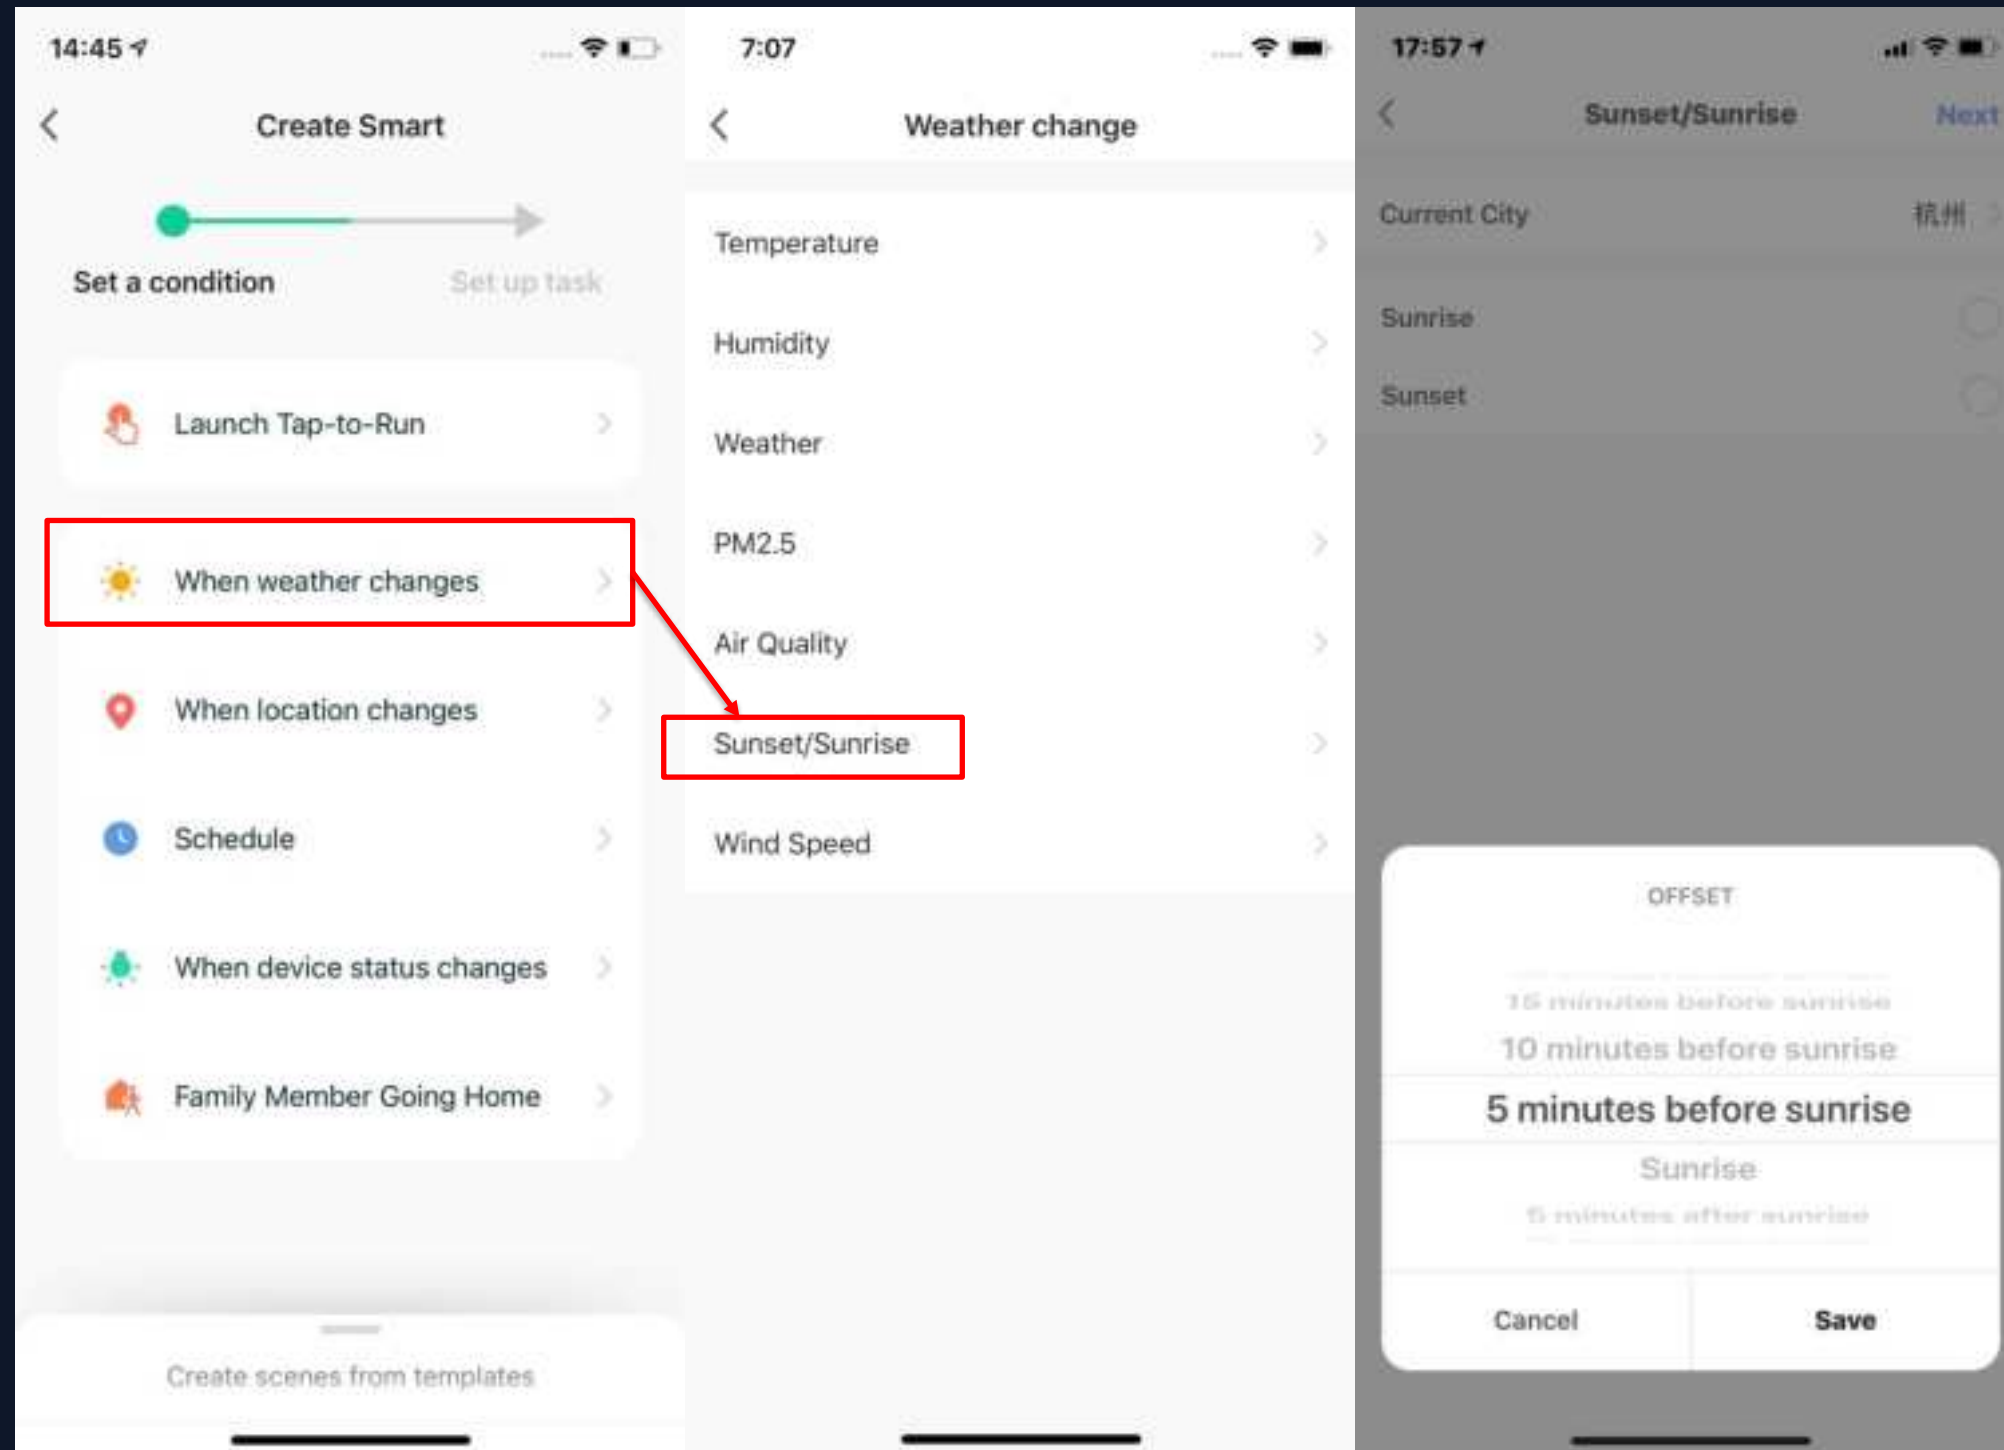 14:45
Create Smart
Set a condition
Set up task
Launch Tap-to-Run
When weather changes
When location changes
Schedule
When device status changes
Family Member Going Home
Create scenes from templates
7:07
Weather change
Temperature
Humidity
Weather
PM2.5
Air Quality
Sunset/Sunrise
Wind Speed
17:57
Sunset/Sunrise
Next
Current City
杭州
Sunrise
Sunset
OFFSET
15 minutes before sunrise
10 minutes before sunrise
5 minutes before sunrise
Sunrise
5 minutes after sunrise
Cancel
Save